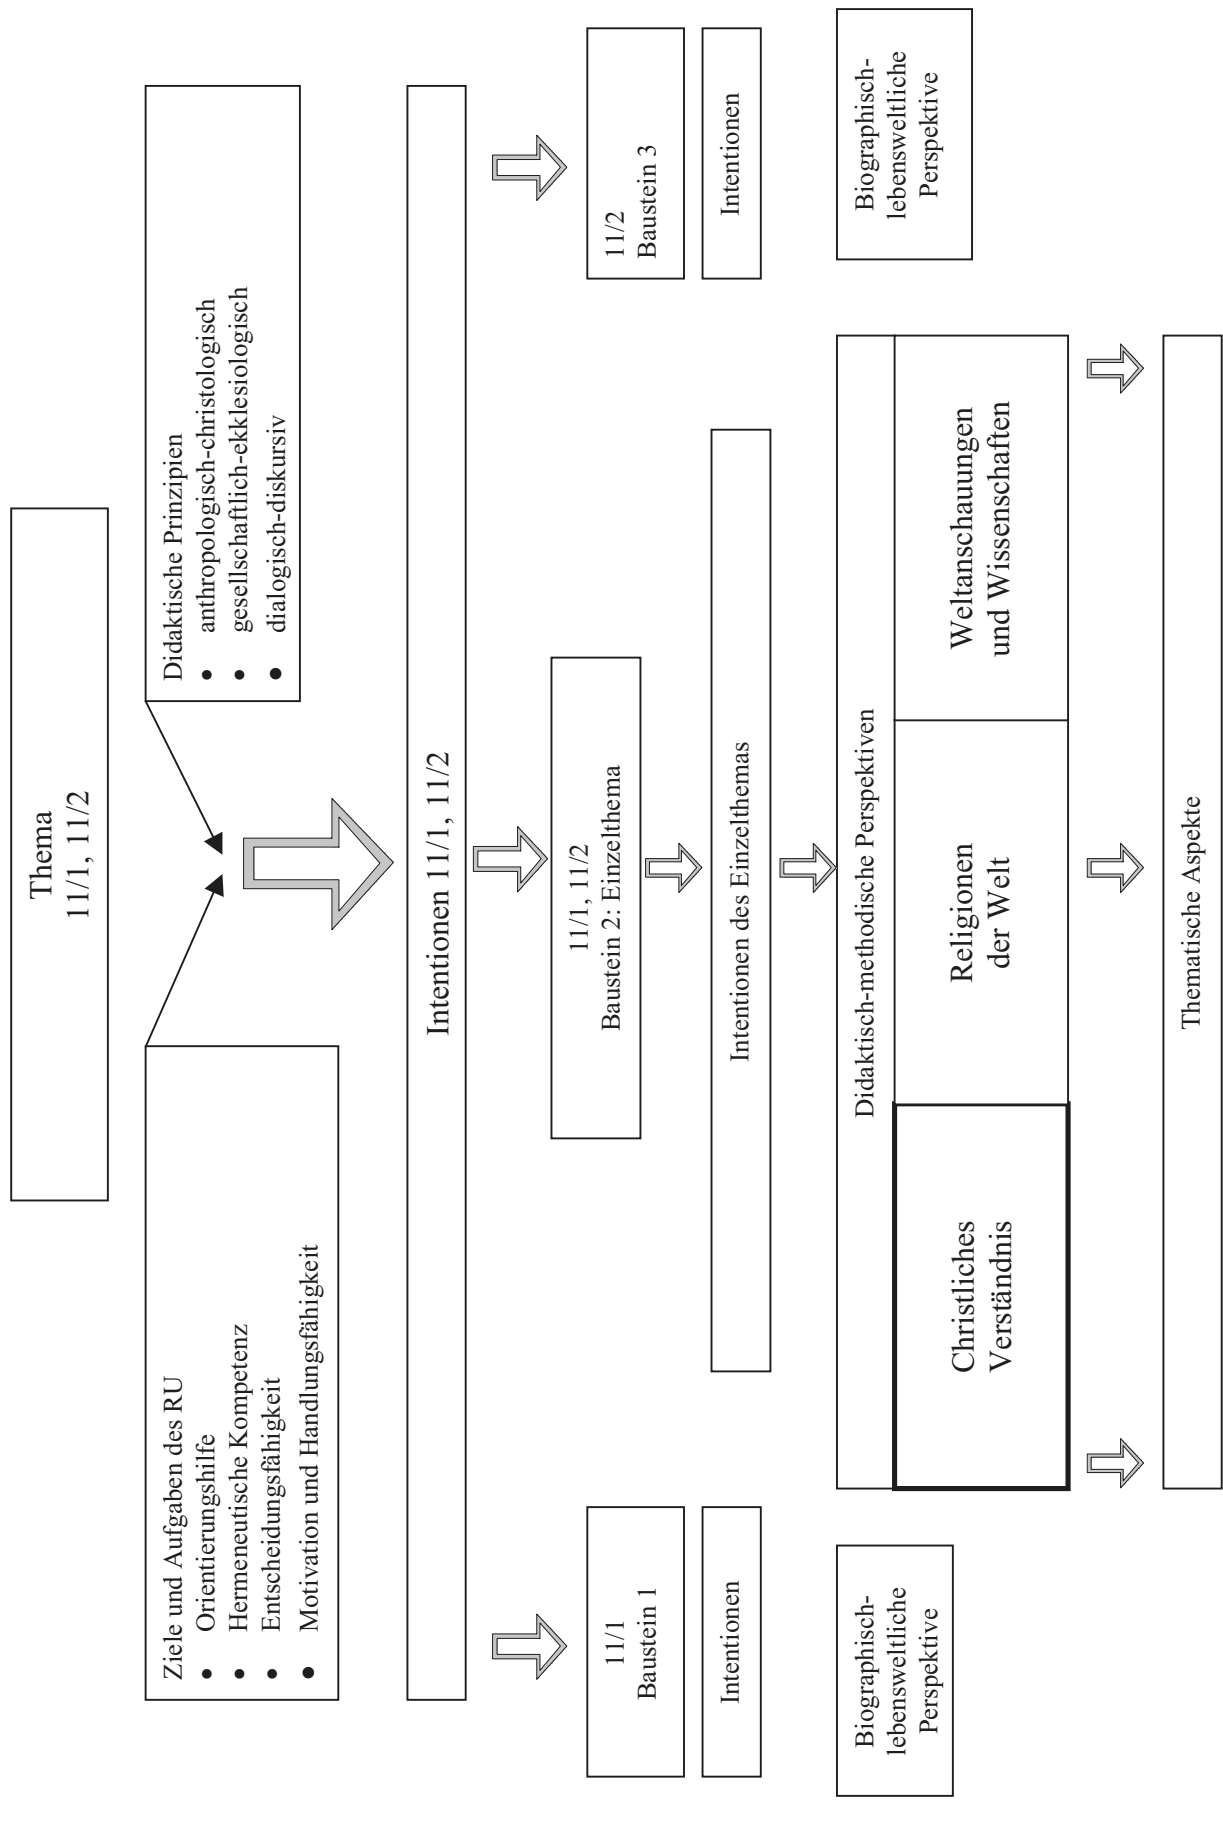 Thema
11/1, 11/2
Ziele und Aufgaben des RU
• Orientierungshilfe
• Hermeneutische Kompetenz
• Entscheidungsfähigkeit
• Motivation und Handlungsfähigkeit
Didaktische Prinzipien
• anthropologisch-christologisch
• gesellschaftlich-ekklesiologisch
• dialogisch-diskursiv
Intentionen 11/1, 11/2
11/1
Baustein 1
Intentionen
Biographisch-
lebensweltliche
Perspektive
11/1, 11/2
Baustein 2: Einzelthema
Intentionen des Einzelthemas
Didaktisch-methodische Perspektiven
Christliches
Verständnis
Religionen
der Welt
Weltanschauungen
und Wissenschaften
Thematische Aspekte
11/2
Baustein 3
Intentionen
Biographisch-
lebensweltliche
Perspektive